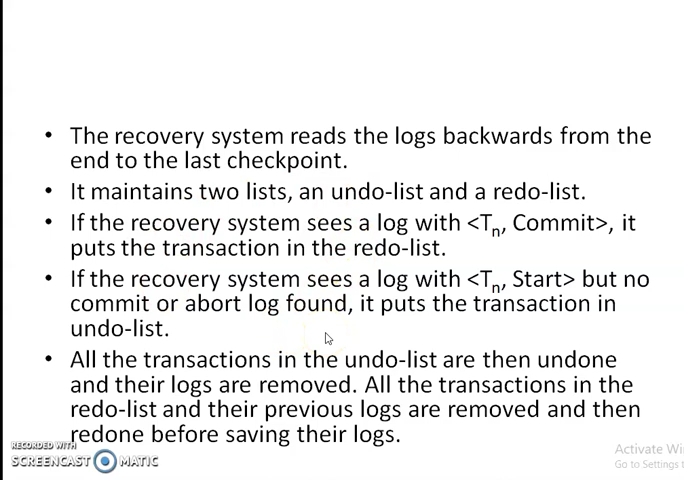 • The recovery system reads the logs backwards from the
end to the last checkpoint.
• It maintains two lists, an undo-list and a redo-list.
• If the recovery system sees a log with <Tn, Commit>, it
puts the transaction in the redo-list.
• If the recovery system sees a log with <Tn, Start> but no
commit or abort log found, it puts the transaction in
undo-list.
• All the transactions in the undo-list are then undone
and their logs are removed. All the transactions in the
redo-list and their previous logs are removed and then
redone before saving their logs.
RECORDED WITH
SCREENCAST MATIC
Activate Wi
Go to Settings t